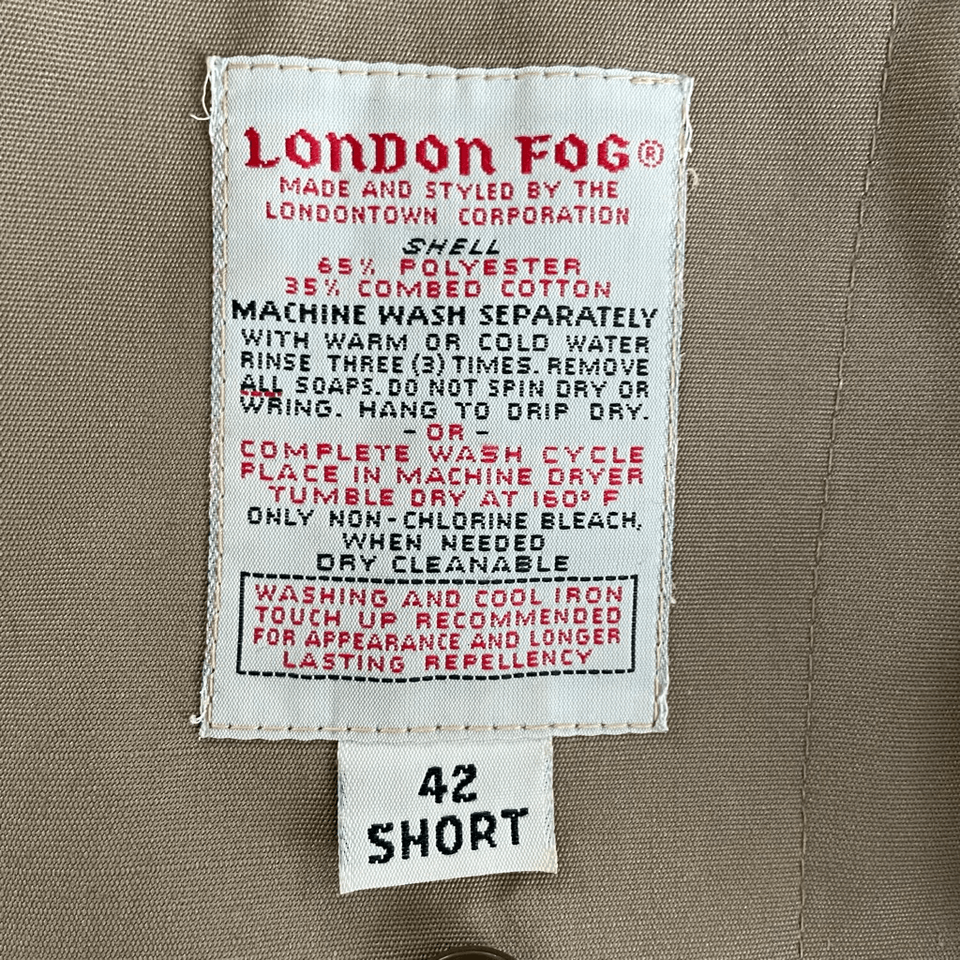 LONDON FOG®
MADE AND STYLED BY THE
LONDONTOWN CORPORATION
SHELL
65% POLYESTER
35% COMBED COTTON
MACHINE WASH SEPARATELY
WITH WARM OR COLD WATER
RINSE THREE (3) TIMES. REMOVE
ALL SOAPS. DO NOT SPIN DRY OR
WRING. HANG TO DRIP DRY.
- OR -
COMPLETE WASH CYCLE
PLACE IN MACHINE DRYER
TUMBLE DRY AT 160° F
ONLY NON-CHLORINE BLEACH,
WHEN NEEDED
DRY CLEANABLE
WASHING AND COOL IRON
TOUCH UP RECOMMENDED
FOR APPEARANCE AND LONGER
LASTING REPELLENCY
42
SHORT